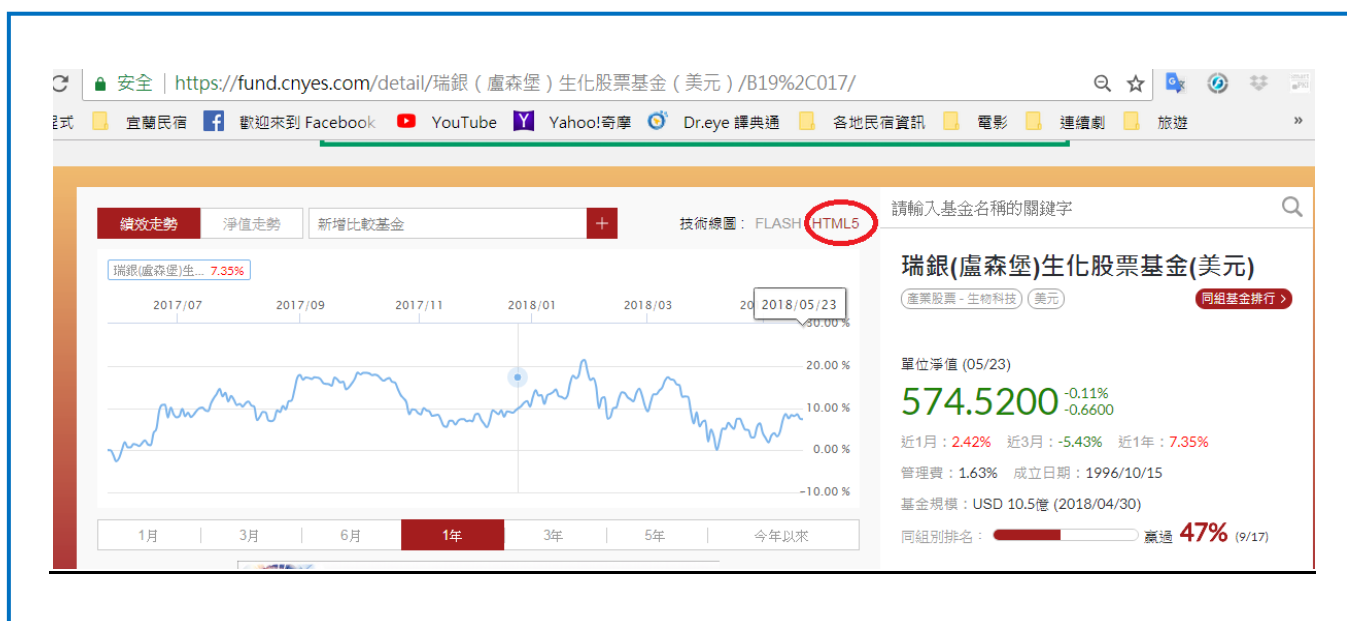 安全 | https://fund.cnyes.com/detail/瑞銀（盧森堡）生化股票基金（美元）/B19%2C017/
程式 宜蘭民宿 歡迎來到 Facebook YouTube Yahoo!奇摩 Dr.eye 譯典通 各地民宿資訊 電影 連續劇 旅遊 »
績效走勢 淨值走勢 新增比較基金 + 技術線圖： FLASH HTML5
瑞銀(盧森堡)生... 7.35%
2017/07 2017/09 2017/11 2018/01 2018/03 20 2018/05/23
30.00 %
20.00 %
10.00 %
0.00 %
-10.00 %
1月 3月 6月 1年 3年 5年 今年以來
請輸入基金名稱的關鍵字
瑞銀(盧森堡)生化股票基金(美元)
產業股票 - 生物科技 美元 同組基金排行 >
單位淨值 (05/23)
574.5200 -0.11%
-0.6600
近1月：2.42% 近3月：-5.43% 近1年：7.35%
管理費：1.63% 成立日期：1996/10/15
基金規模：USD 10.5億 (2018/04/30)
同組別排名： 贏過 47% (9/17)